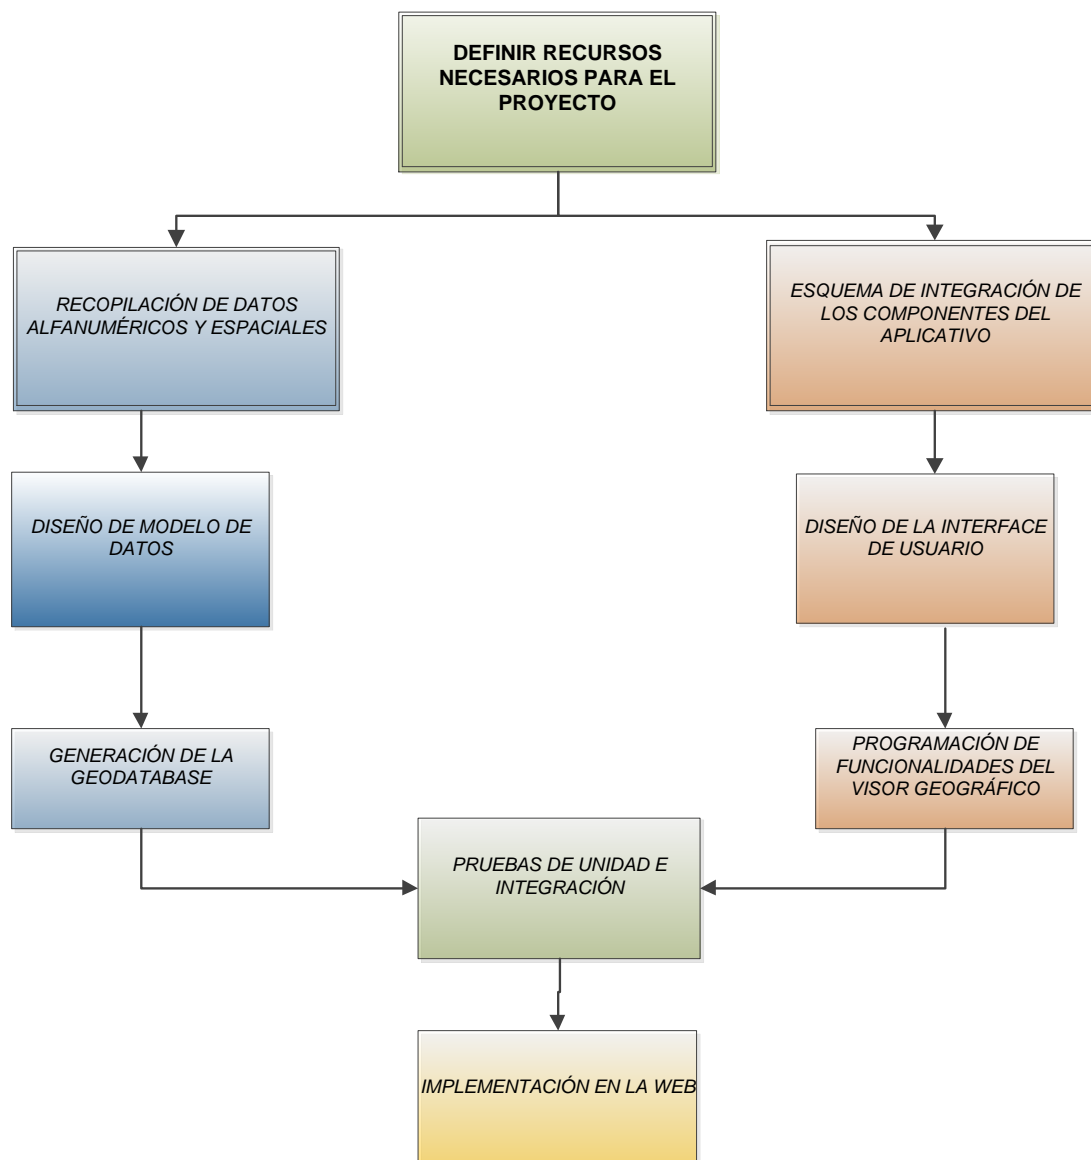 DEFINIR RECURSOS
NECESARIOS PARA EL
PROYECTO
RECOPILACIÓN DE DATOS
ALFANUMÉRICOS Y ESPACIALES
ESQUEMA DE INTEGRACIÓN DE
LOS COMPONENTES DEL
APLICATIVO
DISEÑO DE MODELO DE
DATOS
DISEÑO DE LA INTERFACE
DE USUARIO
GENERACIÓN DE LA
GEODATABASE
PROGRAMACIÓN DE
FUNCIONALIDADES DEL
VISOR GEOGRÁFICO
PRUEBAS DE UNIDAD E
INTEGRACIÓN
IMPLEMENTACIÓN EN LA WEB